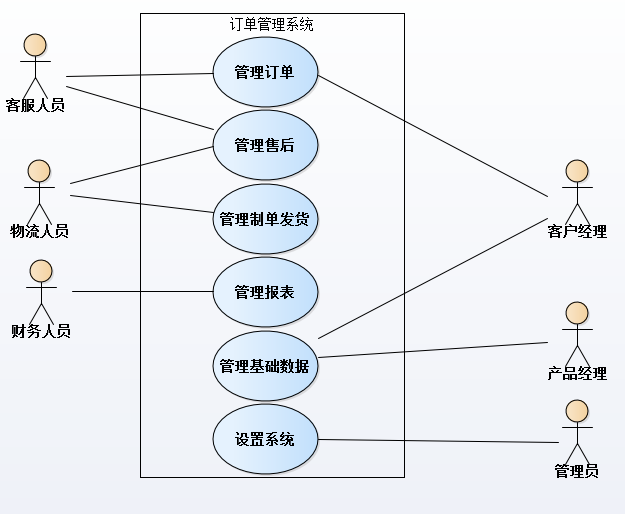 订单管理系统
管理订单
客服人员
管理售后
管理制单发货
物流人员
客户经理
管理报表
财务人员
管理基础数据
产品经理
设置系统
管理员